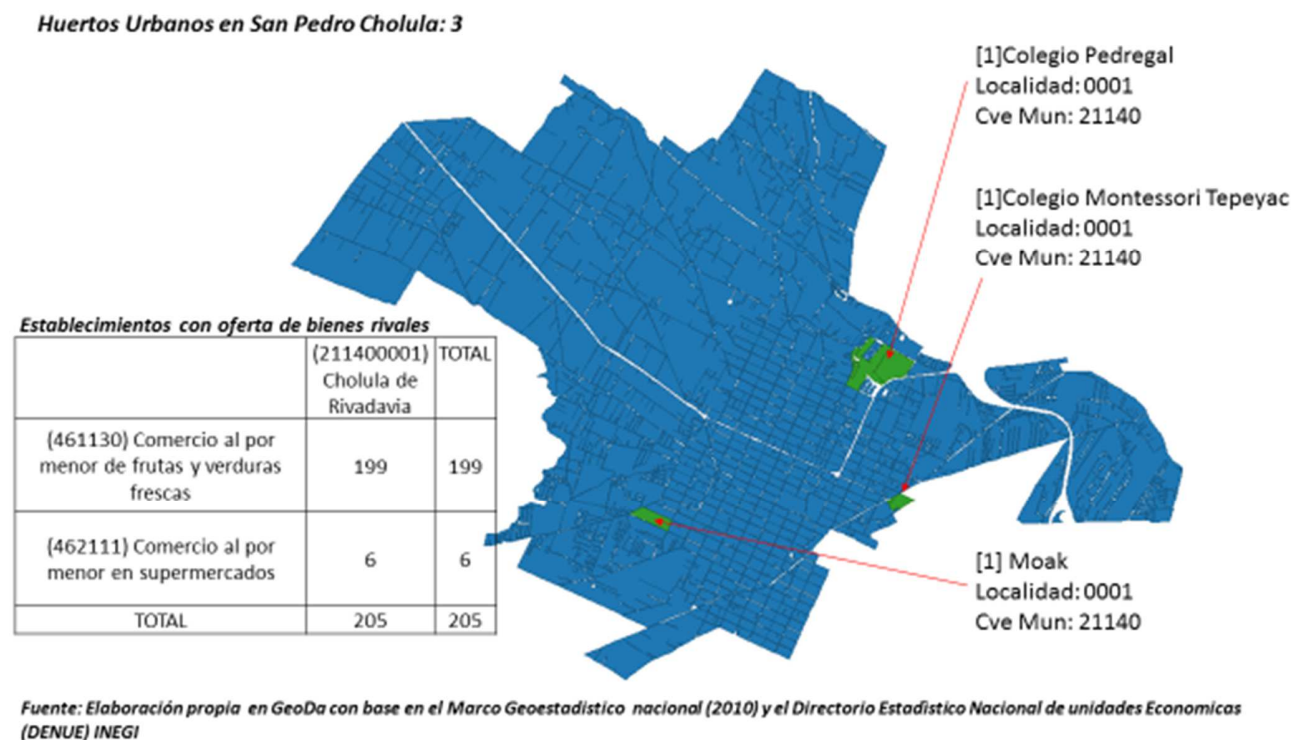 Huertos Urbanos en San Pedro Cholula: 3
[1]Colegio Pedregal
Localidad: 0001
Cve Mun: 21140
[1]Colegio Montessori Tepeyac
Localidad: 0001
Cve Mun: 21140
Establecimientos con oferta de bienes rivales
(211400001) TOTAL
Cholula de
Rivadavia
(461130) Comercio al por
menor de frutas y verduras 199 199
frescas
(462111) Comercio al por
menor en supermercados 6 6
TOTAL 205 205
[1] Moak
Localidad: 0001
Cve Mun: 21140
Fuente: Elaboración propia en GeoDa con base en el Marco Geoestadistico nacional (2010) y el Directorio Estadìstico Nacional de unidades Economicas
(DENUE) INEGI